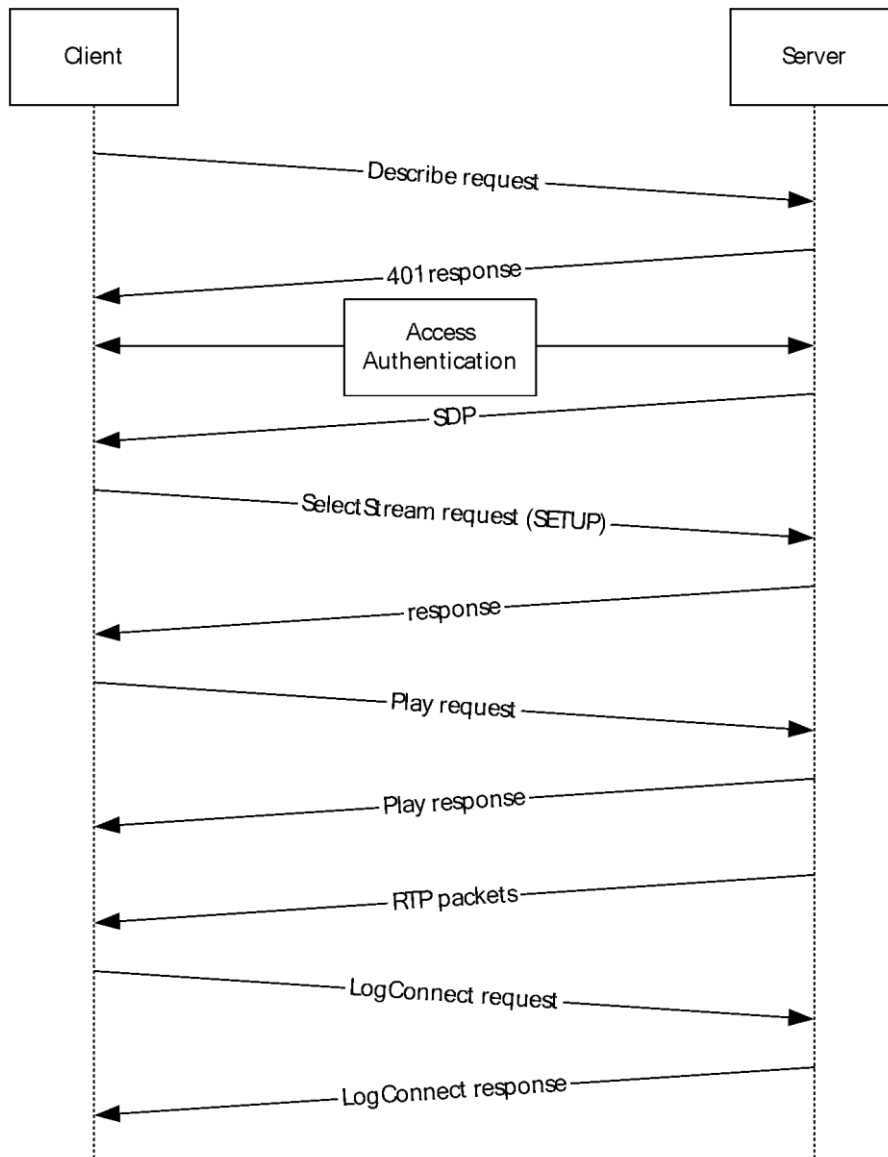 Client
Server
Describe request
401 response
Access
Authentication
SDP
SelectStream request (SETUP)
response
Play request
Play response
RTP packets
LogConnect request
LogConnect response